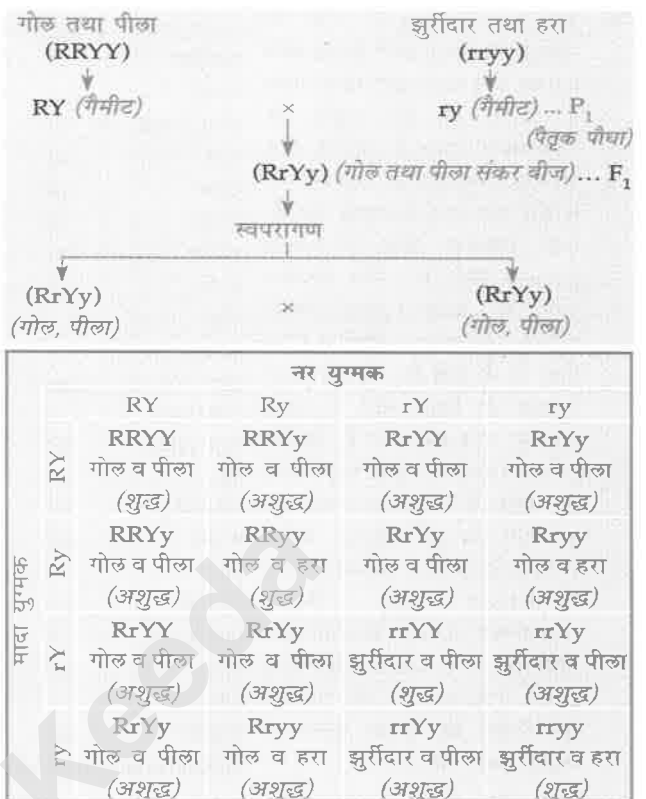 गोल तथा पीला झुर्रीदार तथा हरा
(RRYY) (rryy)
RY (गैमीट) × ry (गैमीट) ... P₁
(पैतृक पौधा)
(RrYy) (गोल तथा पीला संकर बीज)... F₁
स्वपरागण
(RrYy) × (RrYy)
(गोल, पीला) (गोल, पीला)
नर युग्मक
RY Ry rY ry
मादा युग्मक
RY
RRYY RRYy RrYY RrYy
गोल व पीला गोल व पीला गोल व पीला गोल व पीला
(शुद्ध) (अशुद्ध) (अशुद्ध) (अशुद्ध)
Ry
RRYy RRyy RrYy Rryy
गोल व पीला गोल व हरा गोल व पीला गोल व हरा
(अशुद्ध) (शुद्ध) (अशुद्ध) (अशुद्ध)
rY
RrYY RrYy rrYY rrYy
गोल व पीला गोल व पीला झुर्रीदार व पीला झुर्रीदार व पीला
(अशुद्ध) (अशुद्ध) (शुद्ध) (अशुद्ध)
ry
RrYy Rryy rrYy rryy
गोल व पीला गोल व हरा झुर्रीदार व पीला झुर्रीदार व हरा
(अशुद्ध) (अशुद्ध) (अशुद्ध) (शुद्ध)
Keeda